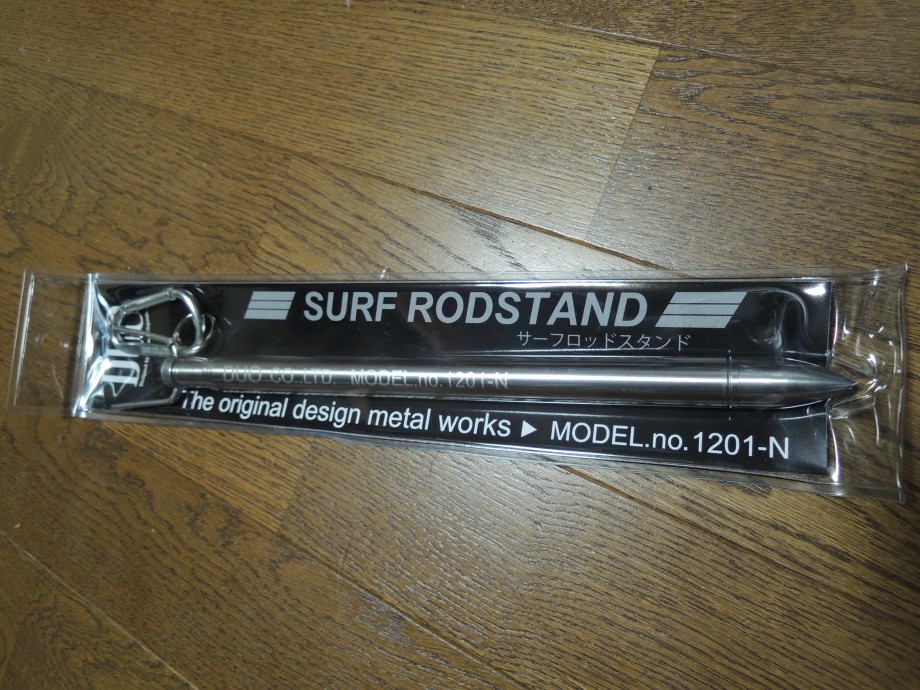 SURF RODSTAND
サーフロッドスタンド
DUO CO.LTD. MODEL.no.1201-N
The original design metal works ▶ MODEL.no.1201-N